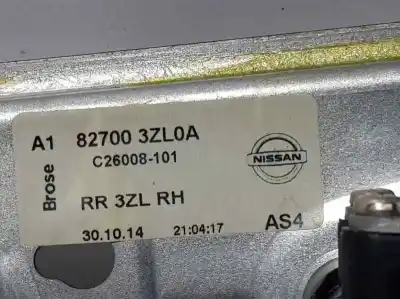 A1 82700 3ZL0A
C26008-101
NISSAN
Brose
RR 3ZL RH
30.10.14 21:04:17 AS4